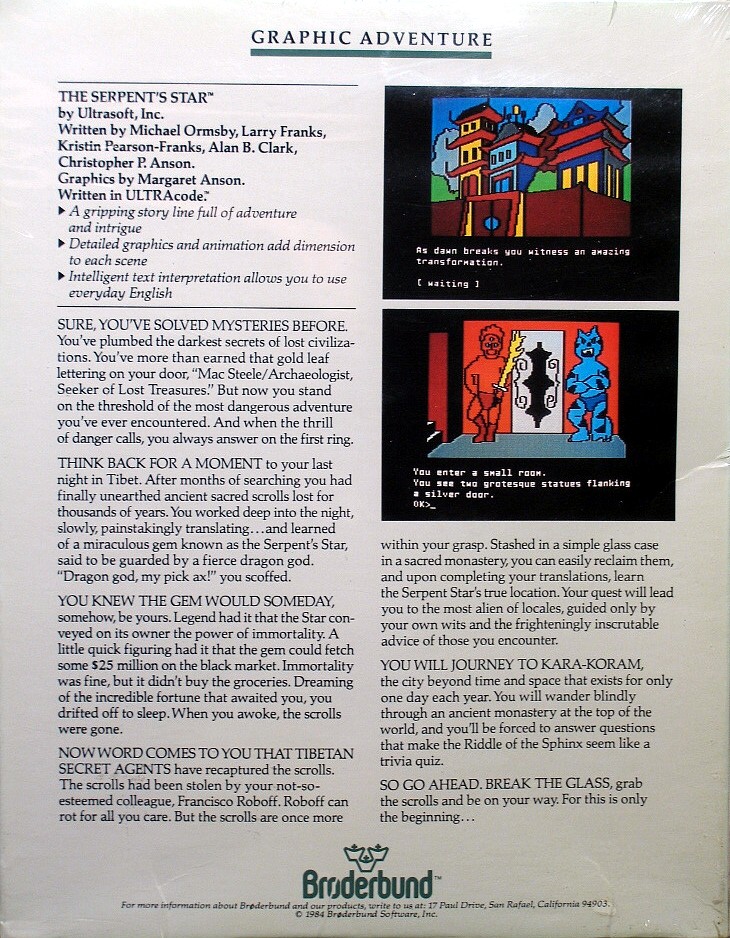 GRAPHIC ADVENTURE
THE SERPENT'S STAR™
by Ultrasoft, Inc.
Written by Michael Ormsby, Larry Franks,
Kristin Pearson-Franks, Alan B. Clark,
Christopher P. Anson.
Graphics by Margaret Anson.
Written in ULTRAcode.™
▶ A gripping story line full of adventure
and intrigue
▶ Detailed graphics and animation add dimension
to each scene
▶ Intelligent text interpretation allows you to use
everyday English
SURE, YOU'VE SOLVED MYSTERIES BEFORE.
You've plumbed the darkest secrets of lost civiliza-
tions. You've more than earned that gold leaf
lettering on your door, "Mac Steele/Archaeologist,
Seeker of Lost Treasures." But now you stand
on the threshold of the most dangerous adventure
you've ever encountered. And when the thrill
of danger calls, you always answer on the first ring.
THINK BACK FOR A MOMENT to your last
night in Tibet. After months of searching you had
finally unearthed ancient sacred scrolls lost for
thousands of years. You worked deep into the night,
slowly, painstakingly translating...and learned
of a miraculous gem known as the Serpent's Star,
said to be guarded by a fierce dragon god.
"Dragon god, my pick ax!" you scoffed.
YOU KNEW THE GEM WOULD SOMEDAY,
somehow, be yours. Legend had it that the Star con-
veyed on its owner the power of immortality. A
little quick figuring had it that the gem could fetch
some $25 million on the black market. Immortality
was fine, but it didn't buy the groceries. Dreaming
of the incredible fortune that awaited you, you
drifted off to sleep. When you awoke, the scrolls
were gone.
NOW WORD COMES TO YOU THAT TIBETAN
SECRET AGENTS have recaptured the scrolls.
The scrolls had been stolen by your not-so-
esteemed colleague, Francisco Roboff. Roboff can
rot for all you care. But the scrolls are once more
As dawn breaks you witness an amazing
transformation.
[ waiting ]
You enter a small room.
You see two grotesque statues flanking
a silver door.
OK>_
within your grasp. Stashed in a simple glass case
in a sacred monastery, you can easily reclaim them,
and upon completing your translations, learn
the Serpent Star's true location. Your quest will lead
you to the most alien of locales, guided only by
your own wits and the frighteningly inscrutable
advice of those you encounter.
YOU WILL JOURNEY TO KARA-KORAM,
the city beyond time and space that exists for only
one day each year. You will wander blindly
through an ancient monastery at the top of the
world, and you'll be forced to answer questions
that make the Riddle of the Sphinx seem like a
trivia quiz.
SO GO AHEAD. BREAK THE GLASS, grab
the scrolls and be on your way. For this is only
the beginning...
Brøderbund™
For more information about Brøderbund and our products, write to us at: 17 Paul Drive, San Rafael, California 94903.
© 1984 Brøderbund Software, Inc.